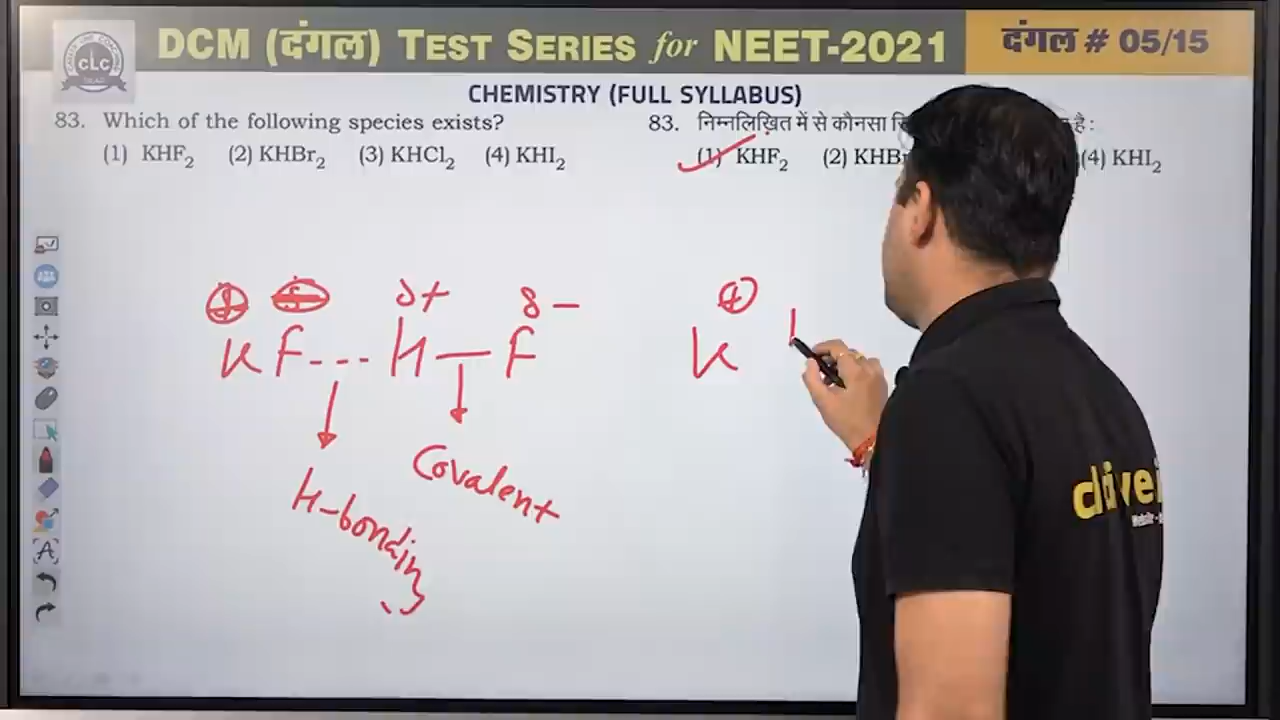 DCM (दंगल) TEST SERIES for NEET-2021
दंगल # 05/15
CLC
CHEMISTRY (FULL SYLLABUS)
83. Which of the following species exists?
(1) KHF₂ (2) KHBr₂ (3) KHCl₂ (4) KHI₂
83. निम्नलिखित में से कौनसा है :
(1) KHF₂ (2) KHBr (4) KHI₂
⊕ ⊖ δ+ δ−
K F --- H — F
Covalent
H-bonding
⊕
K